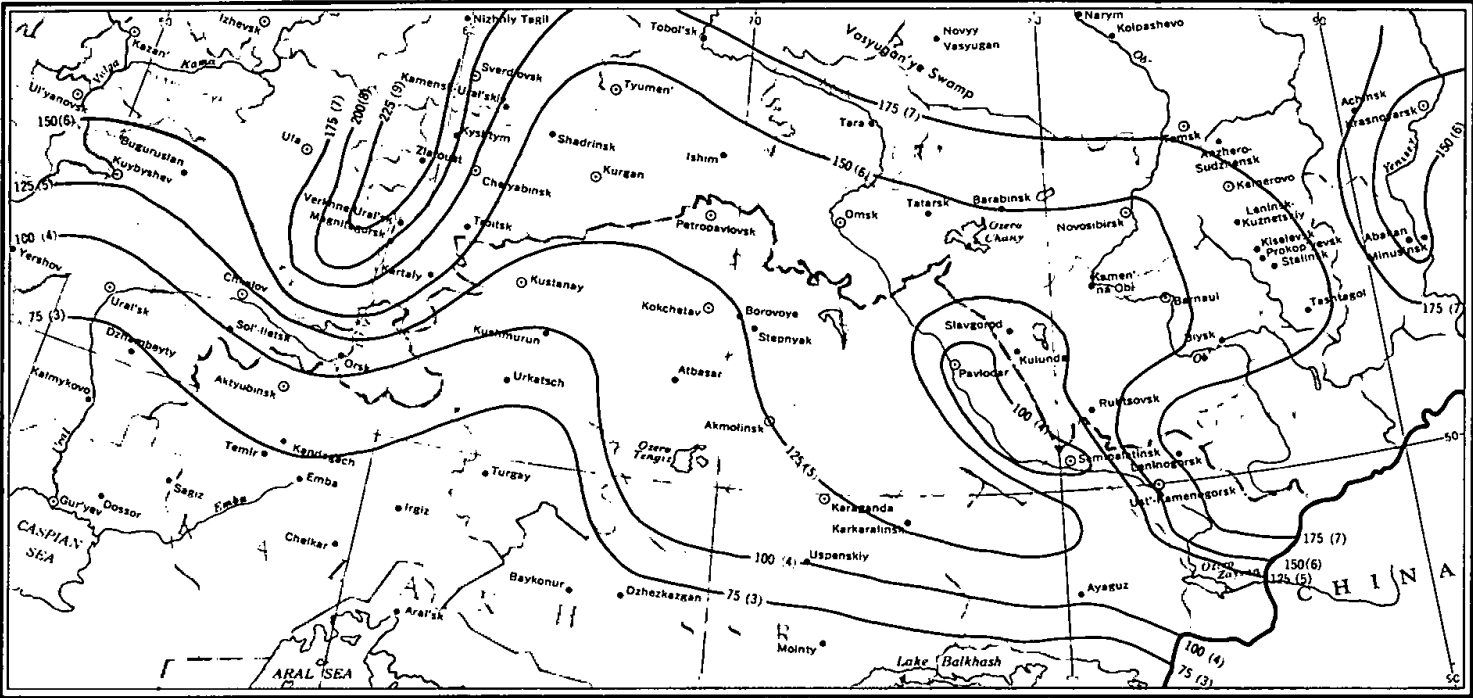 50
60
70
80
90
Izhevsk
Nizhniy Tagil
Narym
Kolpashevo
Kazan'
Tobol'sk
Novyy
Vasyugan
Vasyugan'ye Swamp
Ob
Volga
Kama
Sverdlovsk
Kamensk-Ural'skiy
Tyumen'
Ul'yanovsk
150(6)
175 (7)
200(8)
225 (9)
175 (7)
Achinsk
Krasnoyarsk
Yenisey
150 (6)
Tara
Tomsk
Anzhero-
Sudzhensk
Buguruslan
Kuybyshev
Kyshtym
Zlatoust
Shadrinsk
Ishim
150 (6)
Chelyabinsk
Kurgan
Kemerovo
125(5)
Verkhne-Ural'sk
Magnitogorsk
Troitsk
Petropavlovsk
Omsk
Tatarsk
Barabinsk
Ozero
Chany
Novosibirsk
Leninsk-
Kuznetskiy
Kiselevsk
Prokop'yevsk
Stalinsk
Abakan
Minusinsk
100 (4)
Yershov
Chkalov
Kartaly
Kustanay
Kokchetav
Borovoye
Stepnyak
Kamen'
na Obi
Barnaul
Tashtagol
175 (7)
Ural'sk
75 (3)
Dzhambeyty
Sol'-Iletsk
Orsk
Kushmurun
Slavgorod
Kulunda
Biysk
Ob
Kalmykovo
Aktyubinsk
Urkatsch
Atbasar
Pavlodar
100 (4)
Rubtsovsk
Akmolinsk
Ural
Temir
Kandagach
Ozero
Tengiz
125(5)
Semipalatinsk
Leninogorsk
50
Gur'yev
Dossor
Sagiz
Emba
Emba
Turgay
Irgiz
Karaganda
Karkaralinsk
Ust'-Kamenogorsk
CASPIAN
SEA
Chelkar
100 (4)
Uspenskiy
175 (7)
150(6)
125 (5)
Ozero
Zaysan
CHINA
Baykonur
Dzhezkazgan
75 (3)
Ayaguz
Aral'sk
Mointy
100 (4)
75 (3)
ARAL SEA
Lake Balkhash